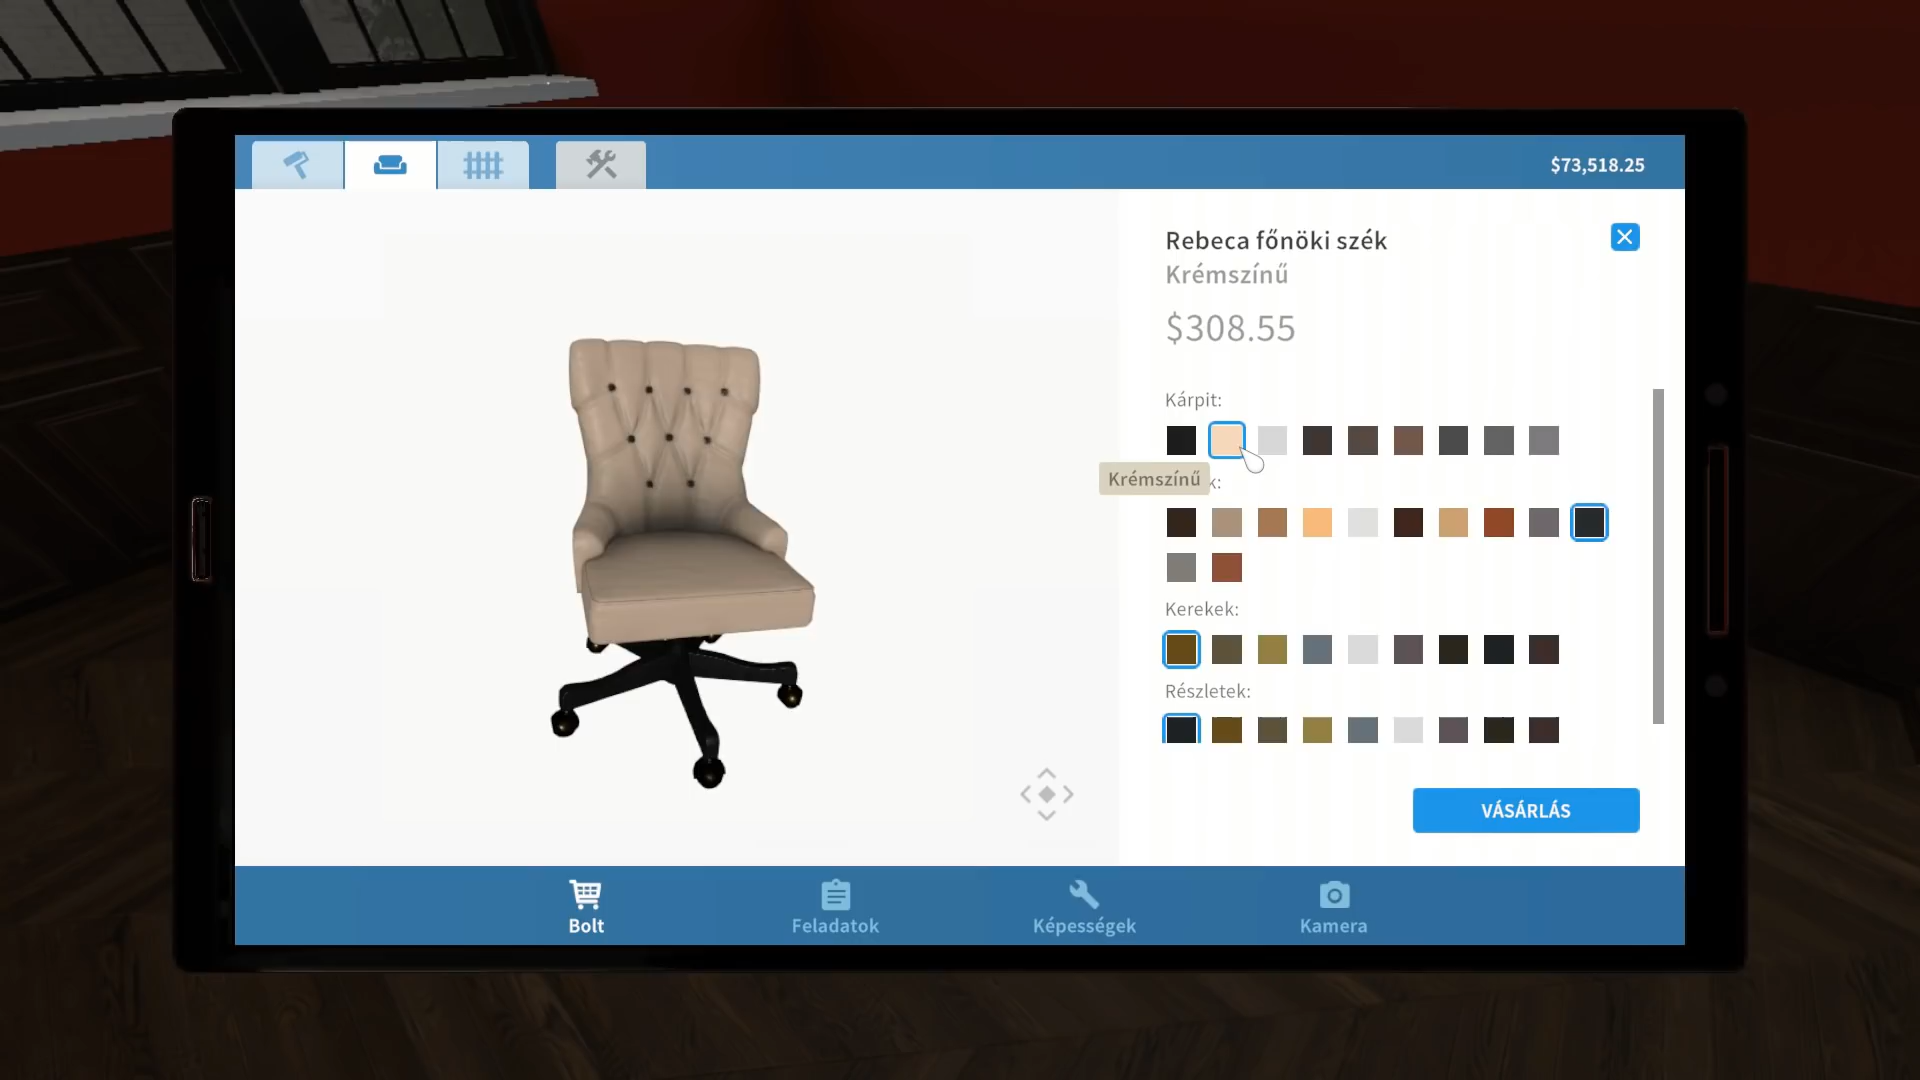 $73,518.25
Rebeca főnöki szék
Krémszínű
$308.55
Kárpit:
Krémszínű
k:
Kerekek:
Részletek:
VÁSÁRLÁS
Bolt
Feladatok
Képességek
Kamera